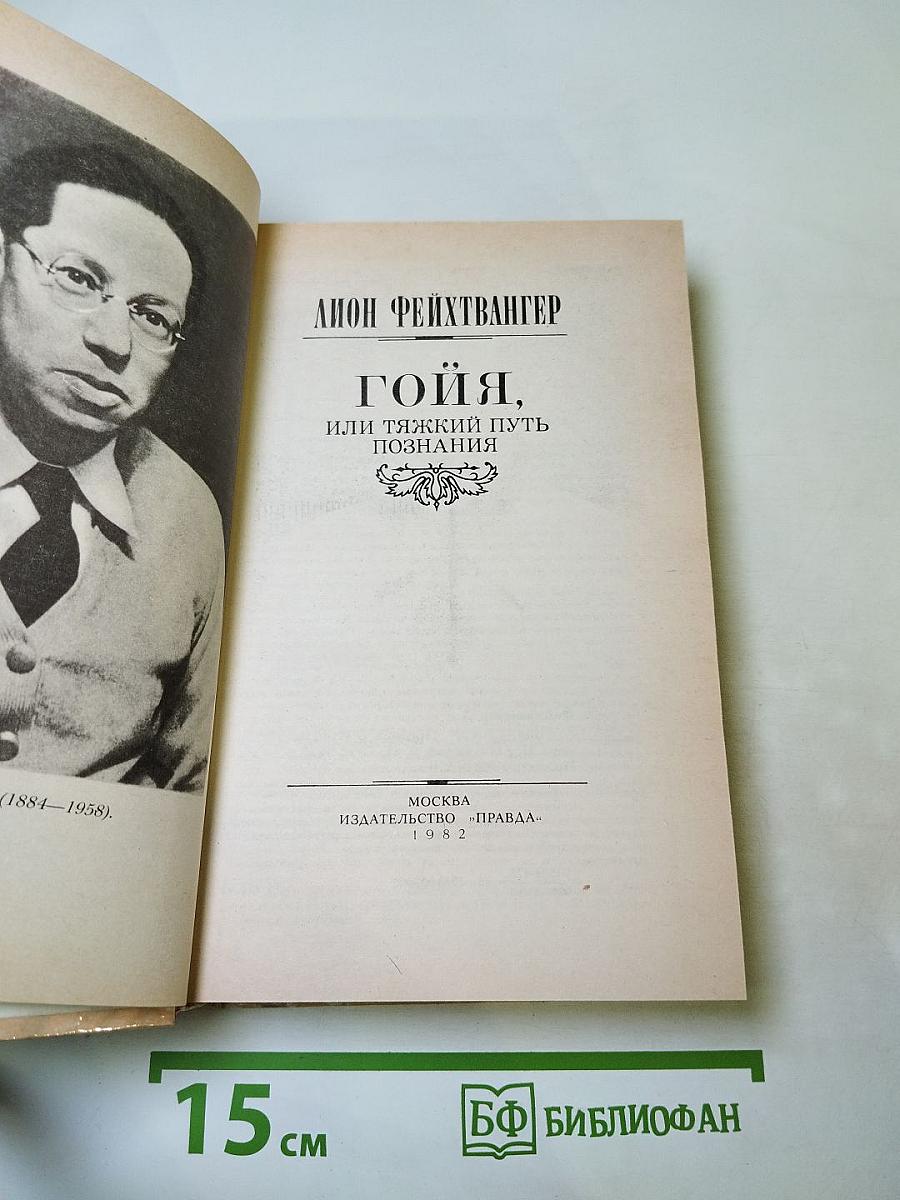 ЛИОН ФЕЙХТВАНГЕР
ГОЙЯ,
ИЛИ ТЯЖКИЙ ПУТЬ
ПОЗНАНИЯ
(1884—1958).
МОСКВА
ИЗДАТЕЛЬСТВО „ПРАВДА“
1982
15 см
БФ БИБЛИОФАН